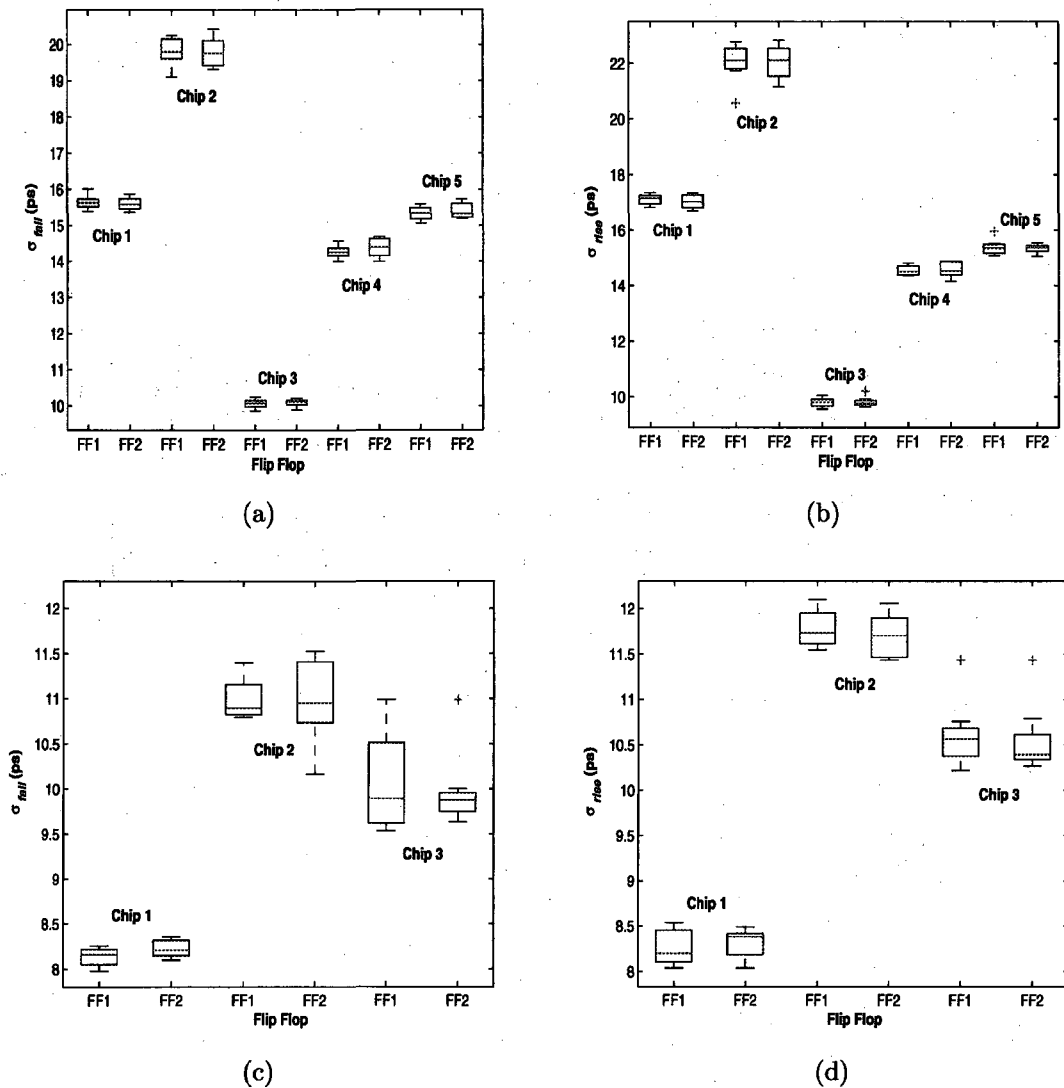 20
19
18
17
16
15
14
13
12
11
10
σ fall (ps)
Chip 1
Chip 2
Chip 3
Chip 4
Chip 5
FF1 FF2 FF1 FF2 FF1 FF2 FF1 FF2 FF1 FF2
Flip Flop
(a)
22
20
18
16
14
12
10
σ rise (ps)
Chip 1
Chip 2
Chip 3
Chip 4
Chip 5
FF1 FF2 FF1 FF2 FF1 FF2 FF1 FF2 FF1 FF2
Flip Flop
(b)
12
11.5
11
10.5
10
9.5
9
8.5
8
σ fall (ps)
Chip 1
Chip 2
Chip 3
FF1 FF2 FF1 FF2 FF1 FF2
Flip Flop
(c)
12
11.5
11
10.5
10
9.5
9
8.5
8
σ rise (ps)
Chip 1
Chip 2
Chip 3
FF1 FF2 FF1 FF2 FF1 FF2
Flip Flop
(d)